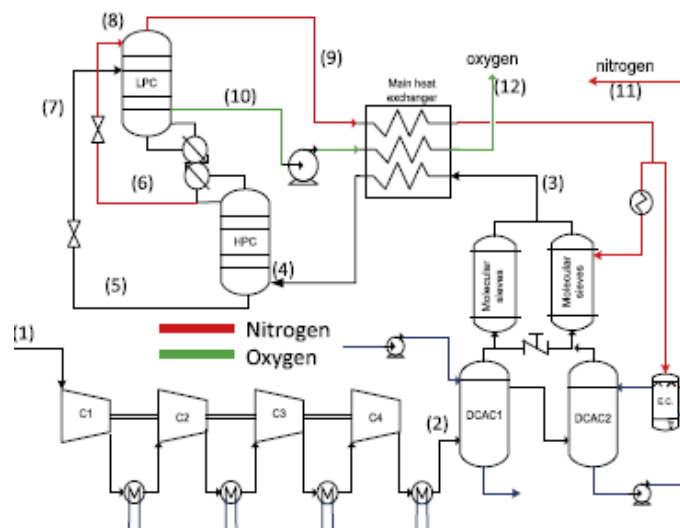 (8)
(9)
oxygen
nitrogen
Main heat
exchanger
(12)
(11)
LPC
(7)
(10)
(6)
(3)
HPC
(4)
Molecular
sieves
Molecular
sieves
(5)
(1)
Nitrogen
Oxygen
C1
C2
C3
C4
(2)
DCAC1
DCAC2
E.C.
M
M
M
M